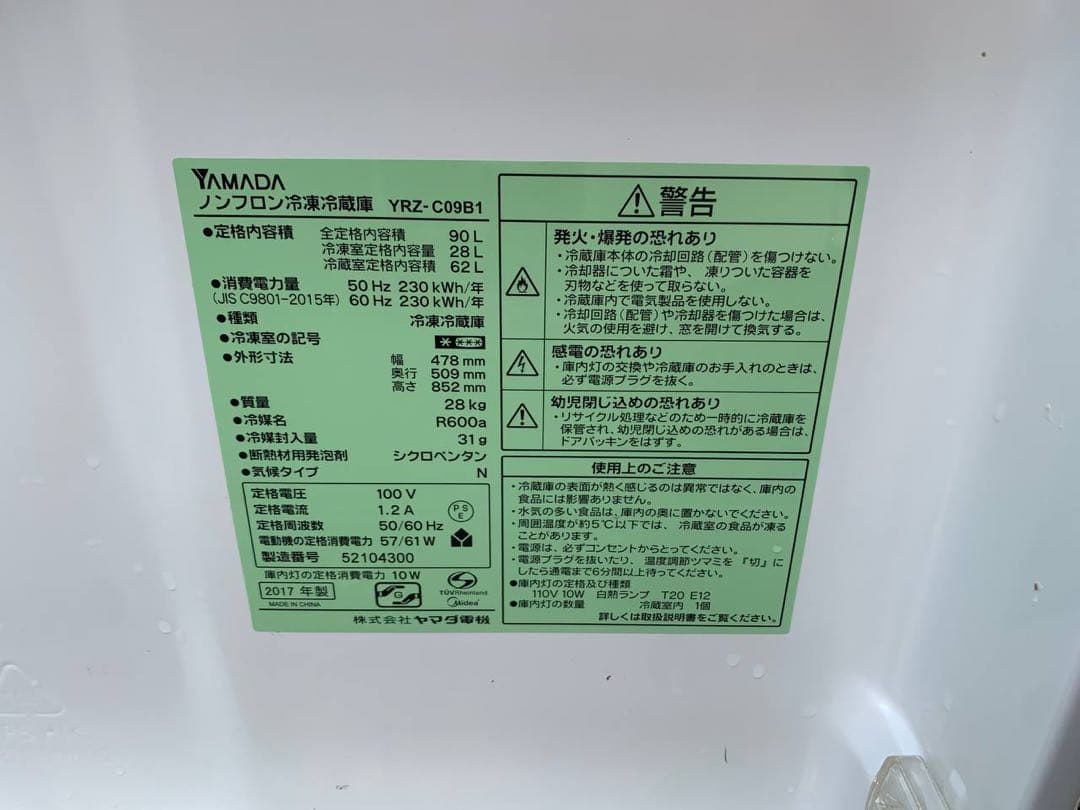 YAMADA
ノンフロン冷凍冷蔵庫 YRZ-C09B1
●定格内容積 全定格内容積 90 L
冷凍室定格内容量 28 L
冷蔵室定格内容積 62 L
●消費電力量 50 Hz 230 kWh/年
(JIS C9801-2015年) 60 Hz 230 kWh/年
●種類 冷凍冷蔵庫
●冷凍室の記号
●外形寸法 幅 478 mm
奥行 509 mm
高さ 852 mm
●質量 28 kg
●冷媒名 R600a
●冷媒封入量 31 g
●断熱材用発泡剤 シクロペンタン
●気候タイプ N
定格電圧 100 V
定格電流 1.2 A
定格周波数 50/60 Hz
電動機の定格消費電力 57/61 W
製造番号 52104300
PS
E
庫内灯の定格消費電力 10 W
2017 年製
MADE IN CHINA
G
TÜVRheinland
Midea
株式会社ヤマダ電機
警告
発火・爆発の恐れあり
・冷蔵庫本体の冷却回路(配管)を傷つけない。
・冷却器についた霜や、凍りついた容器を
刃物などを使って取らない。
・冷蔵庫内で電気製品を使用しない。
・冷却回路(配管)や冷却器を傷つけた場合は、
火気の使用を避け、窓を開けて換気する。
感電の恐れあり
・庫内灯の交換や冷蔵庫のお手入れのときは、
必ず電源プラグを抜く。
幼児閉じ込めの恐れあり
・リサイクル処理などのため一時的に冷蔵庫を
保管され、幼児閉じ込めの恐れがある場合は、
ドアパッキンをはずす。
使用上のご注意
・冷蔵庫の表面が熱く感じるのは異常ではなく、庫内の
食品には影響ありません。
・水気の多い食品は、庫内の奥に置かないでください。
・周囲温度が約5℃以下では、冷蔵室の食品が凍る
ことがあります。
・電源は、必ずコンセントからとってください。
・電源プラグを抜いたり、温度調節ツマミを『切』に
したら通電まで6分間以上待ってください。
●庫内灯の定格及び種類
110V 10W 白熱ランプ T20 E12
●庫内灯の数量 冷蔵室内 1個
詳しくは取扱説明書をご覧ください。